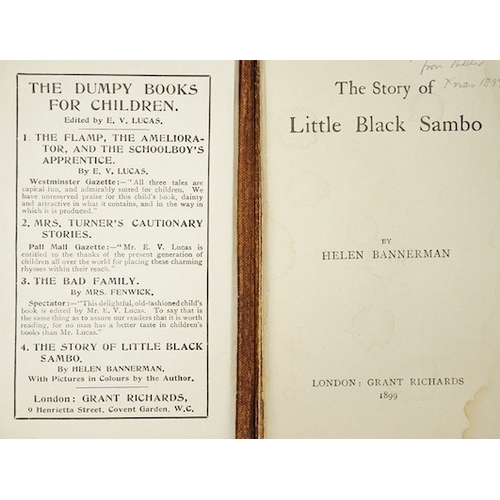 THE DUMPY BOOKS
FOR CHILDREN.
Edited by E. V. LUCAS.
1. THE FLAMP, THE AMELIORA-
TOR, AND THE SCHOOLBOY'S
APPRENTICE.
By E. V. LUCAS.
Westminster Gazette:—"All three tales are
capital fun, and admirably suited for children. We
have unreserved praise for this child's book, dainty
and attractive in what it contains, and in the way
in which it is produced."
2. MRS. TURNER'S CAUTIONARY
STORIES.
Pall Mall Gazette:—"Mr. E. V. Lucas is
entitled to the thanks of the present generation of
children all over the world for placing these charming
rhymes within their reach."
3. THE BAD FAMILY.
By MRS. FENWICK.
Spectator:—"This delightful, old-fashioned child's
book is edited by Mr. E. V. Lucas. To say that is
the same thing as to assure our readers that it is worth
reading, for no man has a better taste in children's
books than Mr. Lucas."
4. THE STORY OF LITTLE BLACK
SAMBO.
By HELEN BANNERMAN.
With Pictures in Colours by the Author.
London: GRANT RICHARDS,
9 Henrietta Street, Covent Garden, W.C.
from
Xmas
The Story of
Little Black Sambo
BY
HELEN BANNERMAN
LONDON: GRANT RICHARDS
1899